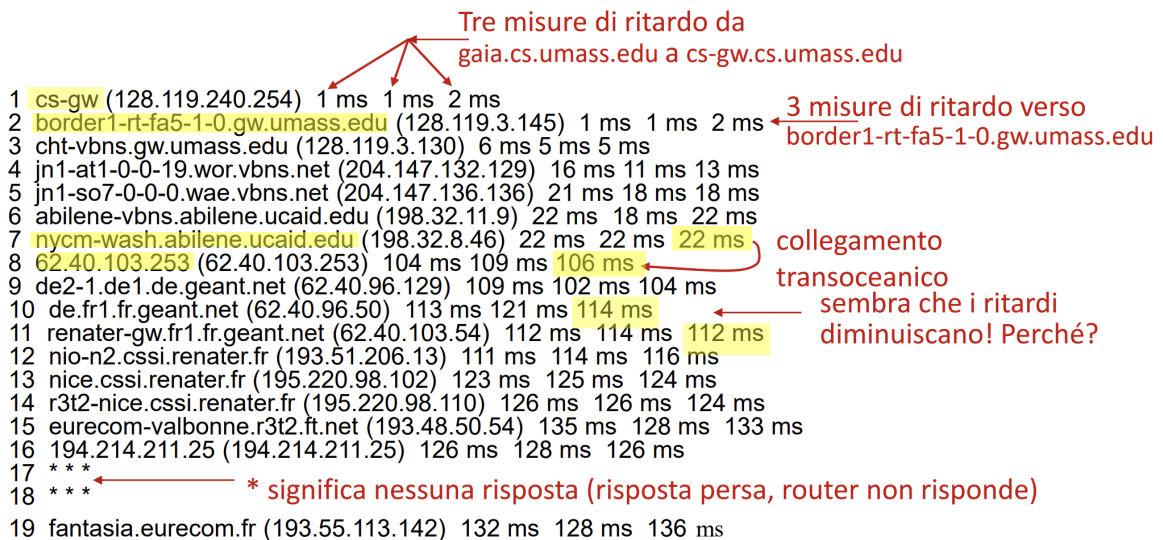 Tre misure di ritardo da
gaia.cs.umass.edu a cs-gw.cs.umass.edu
1 cs-gw (128.119.240.254) 1 ms 1 ms 2 ms
3 misure di ritardo verso
2 border1-rt-fa5-1-0.gw.umass.edu (128.119.3.145) 1 ms 1 ms 2 ms
border1-rt-fa5-1-0.gw.umass.edu
3 cht-vbns.gw.umass.edu (128.119.3.130) 6 ms 5 ms 5 ms
4 jn1-at1-0-0-19.wor.vbns.net (204.147.132.129) 16 ms 11 ms 13 ms
5 jn1-so7-0-0-0.wae.vbns.net (204.147.136.136) 21 ms 18 ms 18 ms
6 abilene-vbns.abilene.ucaid.edu (198.32.11.9) 22 ms 18 ms 22 ms
7 nycm-wash.abilene.ucaid.edu (198.32.8.46) 22 ms 22 ms 22 ms
collegamento
transoceanico
8 62.40.103.253 (62.40.103.253) 104 ms 109 ms 106 ms
9 de2-1.de1.de.geant.net (62.40.96.129) 109 ms 102 ms 104 ms
10 de.fr1.fr.geant.net (62.40.96.50) 113 ms 121 ms 114 ms
sembra che i ritardi
diminuiscano! Perché?
11 renater-gw.fr1.fr.geant.net (62.40.103.54) 112 ms 114 ms 112 ms
12 nio-n2.cssi.renater.fr (193.51.206.13) 111 ms 114 ms 116 ms
13 nice.cssi.renater.fr (195.220.98.102) 123 ms 125 ms 124 ms
14 r3t2-nice.cssi.renater.fr (195.220.98.110) 126 ms 126 ms 124 ms
15 eurecom-valbonne.r3t2.ft.net (193.48.50.54) 135 ms 128 ms 133 ms
16 194.214.211.25 (194.214.211.25) 126 ms 128 ms 126 ms
17 * * *
18 * * *
* significa nessuna risposta (risposta persa, router non risponde)
19 fantasia.eurecom.fr (193.55.113.142) 132 ms 128 ms 136 ms